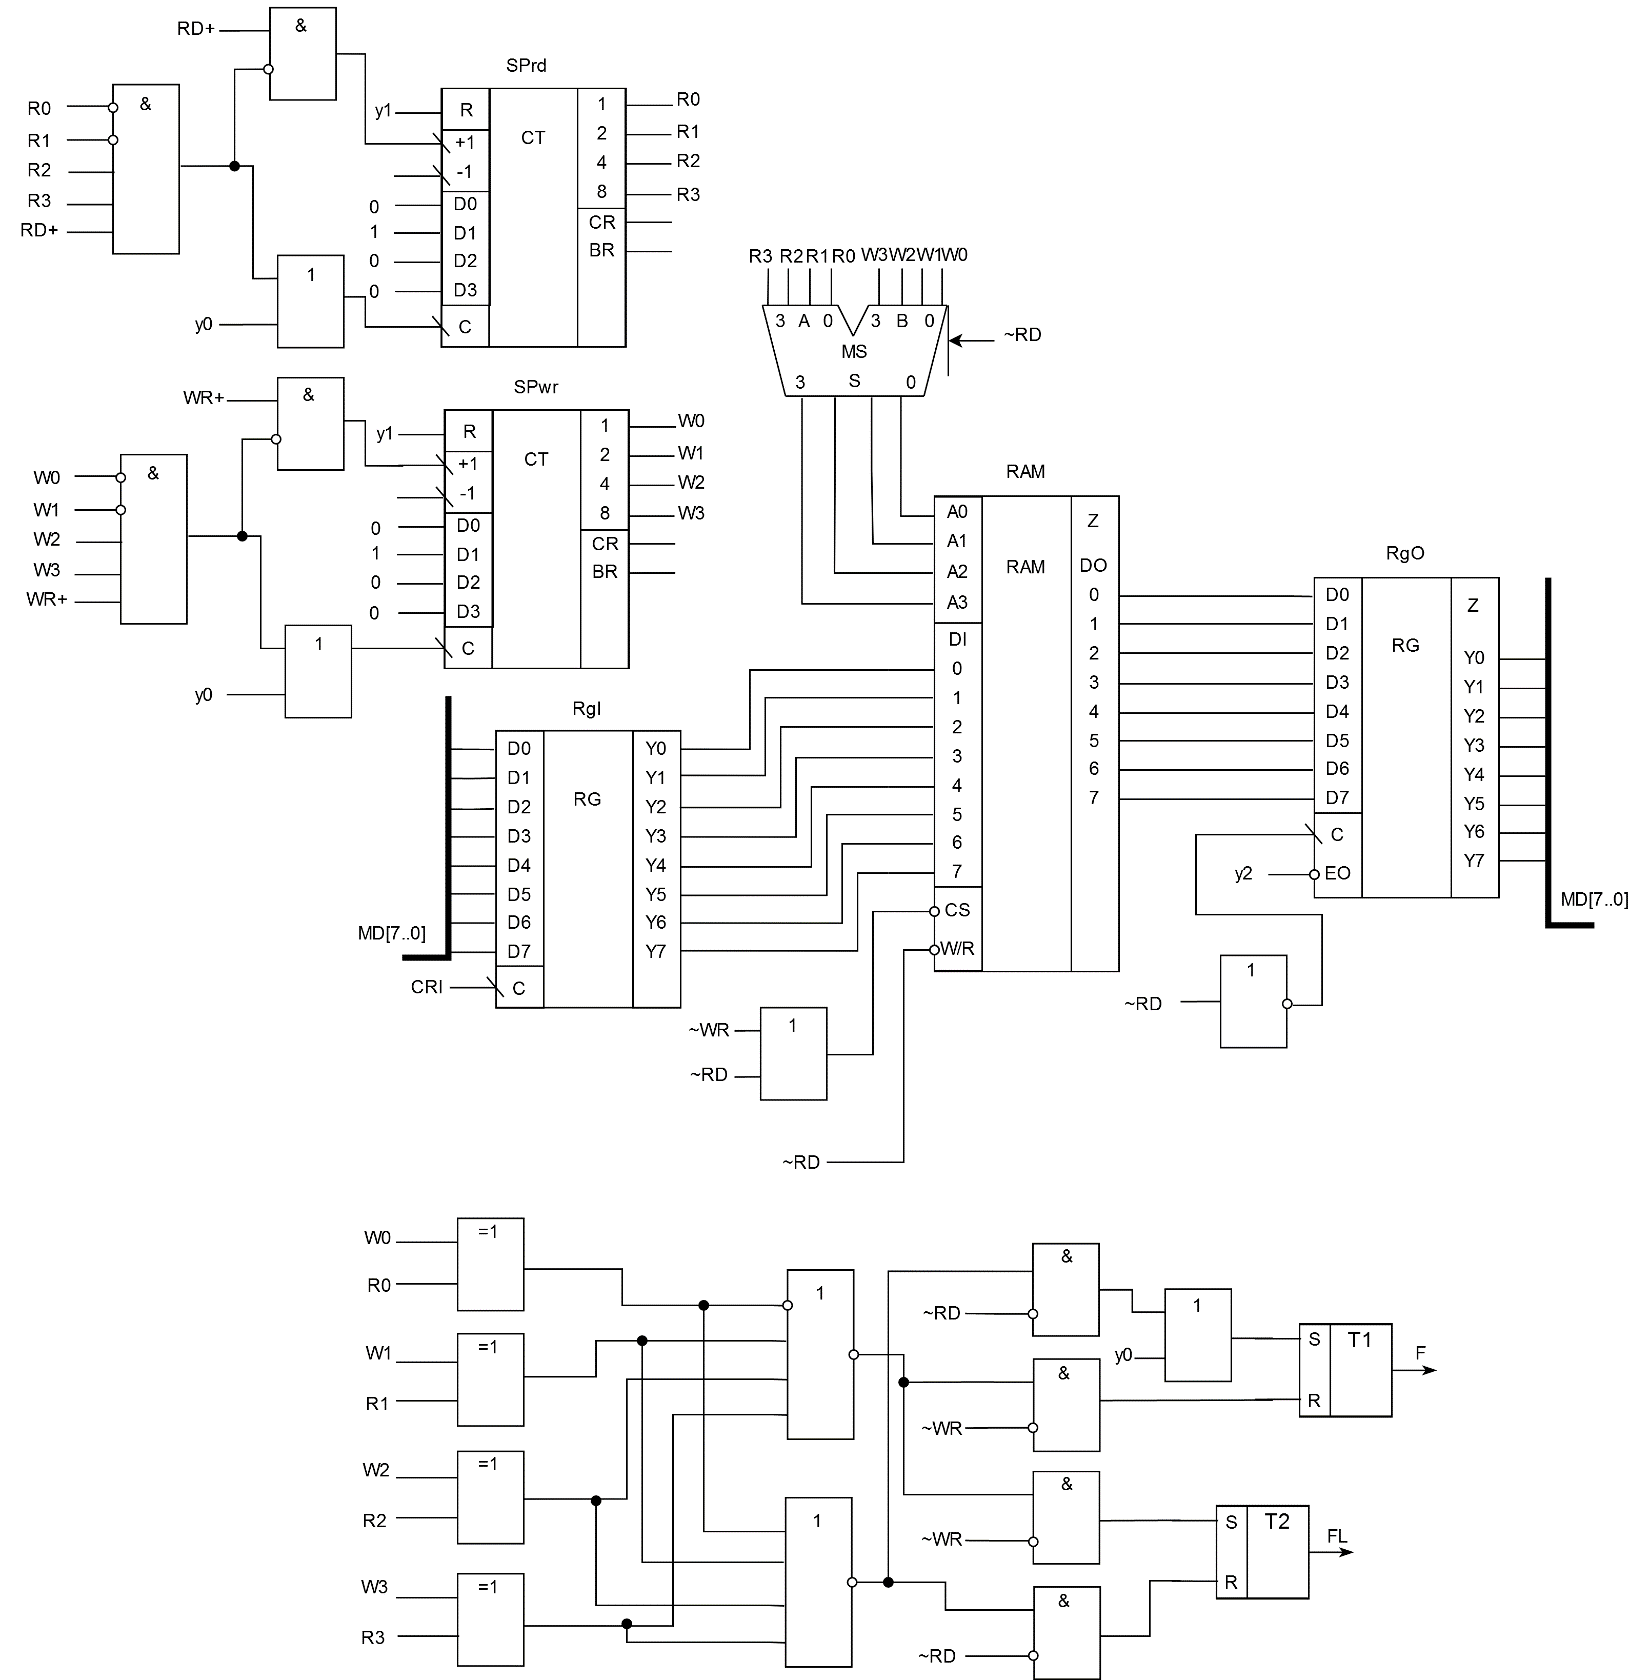 RD+
&
R0
R1
R2
R3
RD+
&
1
y0
SPrd
y1
R
+1
-1
0
D0
1
D1
0
D2
0
D3
C
CT
1
2
4
8
CR
BR
R0
R1
R2
R3
WR+
&
W0
W1
W2
W3
WR+
&
1
y0
SPwr
y1
R
+1
-1
0
D0
1
D1
0
D2
0
D3
C
CT
1
2
4
8
CR
BR
W0
W1
W2
W3
R3 R2 R1 R0 W3 W2 W1 W0
3 A 0 3 B 0
MS
3 S 0
~RD
RgI
D0
D1
D2
D3
D4
D5
D6
D7
C
RG
Y0
Y1
Y2
Y3
Y4
Y5
Y6
Y7
MD[7..0]
CRI
RAM
A0
A1
A2
A3
DI
0
1
2
3
4
5
6
7
CS
W/R
RAM
Z
DO
0
1
2
3
4
5
6
7
~WR
~RD
1
~RD
RgO
D0
D1
D2
D3
D4
D5
D6
D7
C
EO
RG
Z
Y0
Y1
Y2
Y3
Y4
Y5
Y6
Y7
y2
MD[7..0]
~RD
1
W0
R0
=1
W1
R1
=1
W2
R2
=1
W3
R3
=1
1
1
&
~RD
&
~WR
&
~WR
&
~RD
1
y0
S
R
T1
F
S
R
T2
FL